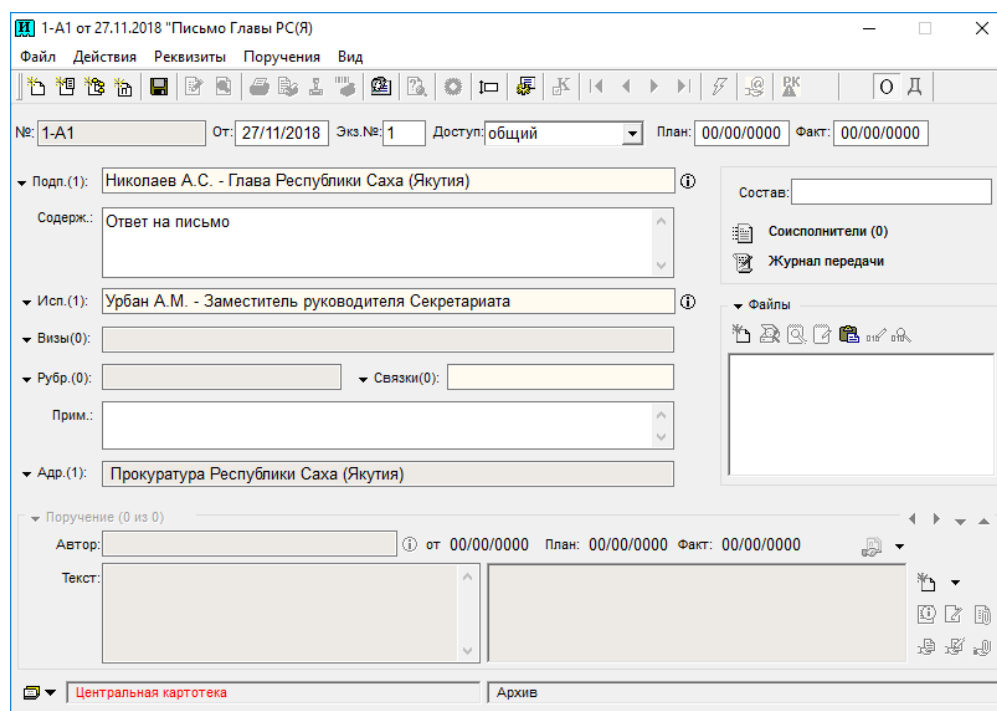 И 1-А1 от 27.11.2018 "Письмо Главы РС(Я)
Файл Действия Реквизиты Поручения Вид
К РК О Д
№: 1-А1 От: 27/11/2018 Экз.№: 1 Доступ: общий План: 00/00/0000 Факт: 00/00/0000
Подп.(1): Николаев А.С. - Глава Республики Саха (Якутия)
Состав:
Содерж.: Ответ на письмо
Соисполнители (0)
Журнал передачи
Исп.(1): Урбан А.М. - Заместитель руководителя Секретариата
Файлы
Визы(0):
Рубр.(0): Связки(0):
Прим.:
Адр.(1): Прокуратура Республики Саха (Якутия)
Поручение (0 из 0)
Автор: от 00/00/0000 План: 00/00/0000 Факт: 00/00/0000
Текст:
Центральная картотека Архив